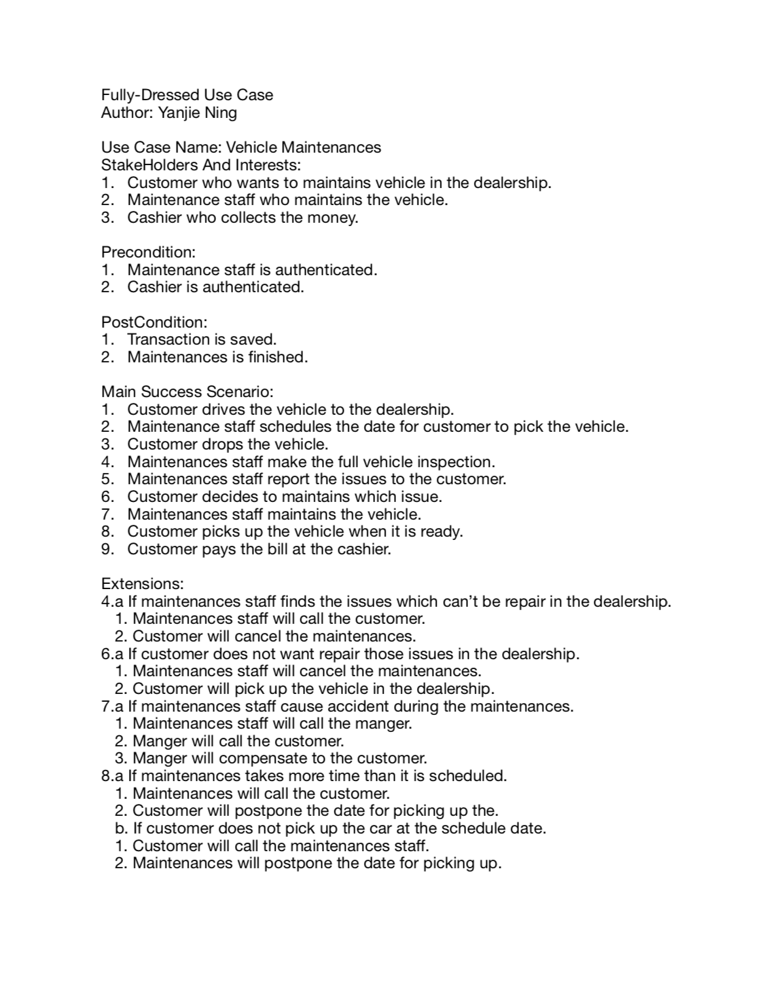 Fully-Dressed Use Case
Author: Yanjie Ning
Use Case Name: Vehicle Maintenances
StakeHolders And Interests:
1. Customer who wants to maintains vehicle in the dealership.
2. Maintenance staff who maintains the vehicle.
3. Cashier who collects the money.
Precondition:
1. Maintenance staff is authenticated.
2. Cashier is authenticated.
PostCondition:
1. Transaction is saved.
2. Maintenances is finished.
Main Success Scenario:
1. Customer drives the vehicle to the dealership.
2. Maintenance staff schedules the date for customer to pick the vehicle.
3. Customer drops the vehicle.
4. Maintenances staff make the full vehicle inspection.
5. Maintenances staff report the issues to the customer.
6. Customer decides to maintains which issue.
7. Maintenances staff maintains the vehicle.
8. Customer picks up the vehicle when it is ready.
9. Customer pays the bill at the cashier.
Extensions:
4.a If maintenances staff finds the issues which can’t be repair in the dealership.
1. Maintenances staff will call the customer.
2. Customer will cancel the maintenances.
6.a If customer does not want repair those issues in the dealership.
1. Maintenances staff will cancel the maintenances.
2. Customer will pick up the vehicle in the dealership.
7.a If maintenances staff cause accident during the maintenances.
1. Maintenances staff will call the manger.
2. Manger will call the customer.
3. Manger will compensate to the customer.
8.a If maintenances takes more time than it is scheduled.
1. Maintenances will call the customer.
2. Customer will postpone the date for picking up the.
b. If customer does not pick up the car at the schedule date.
1. Customer will call the maintenances staff.
2. Maintenances will postpone the date for picking up.